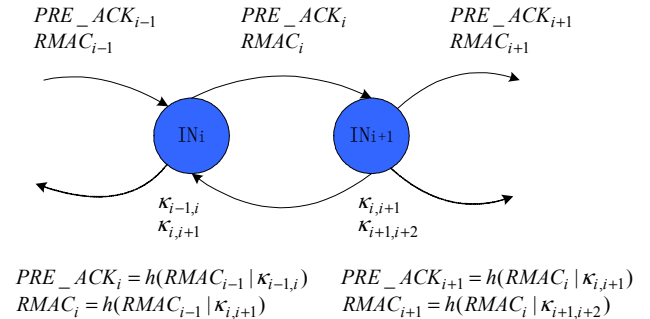 PRE_ACK_{i-1} PRE_ACK_i PRE_ACK_{i+1}
RMAC_{i-1} RMAC_i RMAC_{i+1}
INi INi+1
κ_{i-1,i} κ_{i,i+1}
κ_{i,i+1} κ_{i+1,i+2}
PRE_ACK_i = h(RMAC_{i-1} | κ_{i-1,i}) PRE_ACK_{i+1} = h(RMAC_i | κ_{i,i+1})
RMAC_i = h(RMAC_{i-1} | κ_{i,i+1}) RMAC_{i+1} = h(RMAC_i | κ_{i+1,i+2})